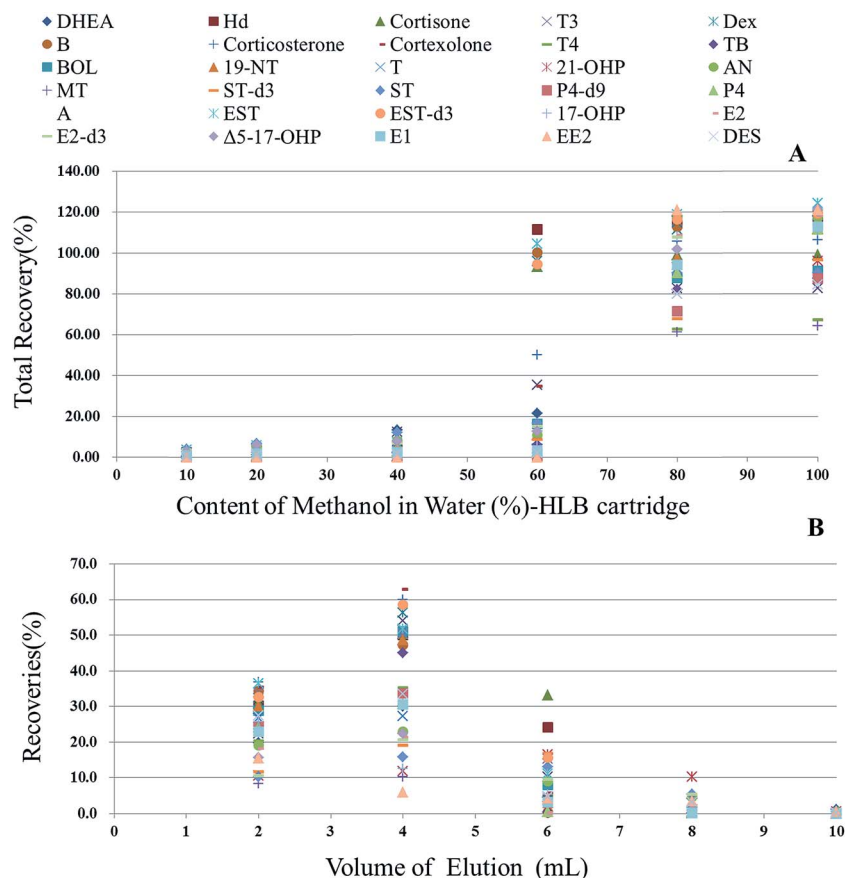 DHEA Hd Cortisone T3 Dex
B Corticosterone Cortexolone T4 TB
BOL 19-NT T 21-OHP AN
MT ST-d3 ST P4-d9 P4
A EST EST-d3 17-OHP E2
E2-d3 Δ5-17-OHP E1 EE2 DES
A
140.00
120.00
100.00
80.00
60.00
40.00
20.00
0.00
Total Recovery(%)
0 10 20 30 40 50 60 70 80 90 100
Content of Methanol in Water (%)-HLB cartridge
B
70.0
60.0
50.0
40.0
30.0
20.0
10.0
0.0
Recoveries(%)
0 1 2 3 4 5 6 7 8 9 10
Volume of Elution (mL)